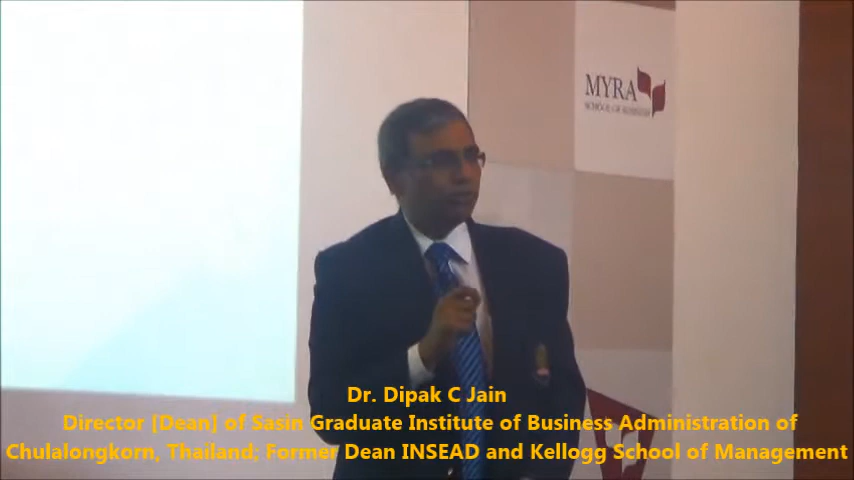 MYRA
SCHOOL OF BUSINESS
Dr. Dipak C Jain
Director [Dean] of Sasin Graduate Institute of Business Administration of
Chulalongkorn, Thailand; Former Dean INSEAD and Kellogg School of Management